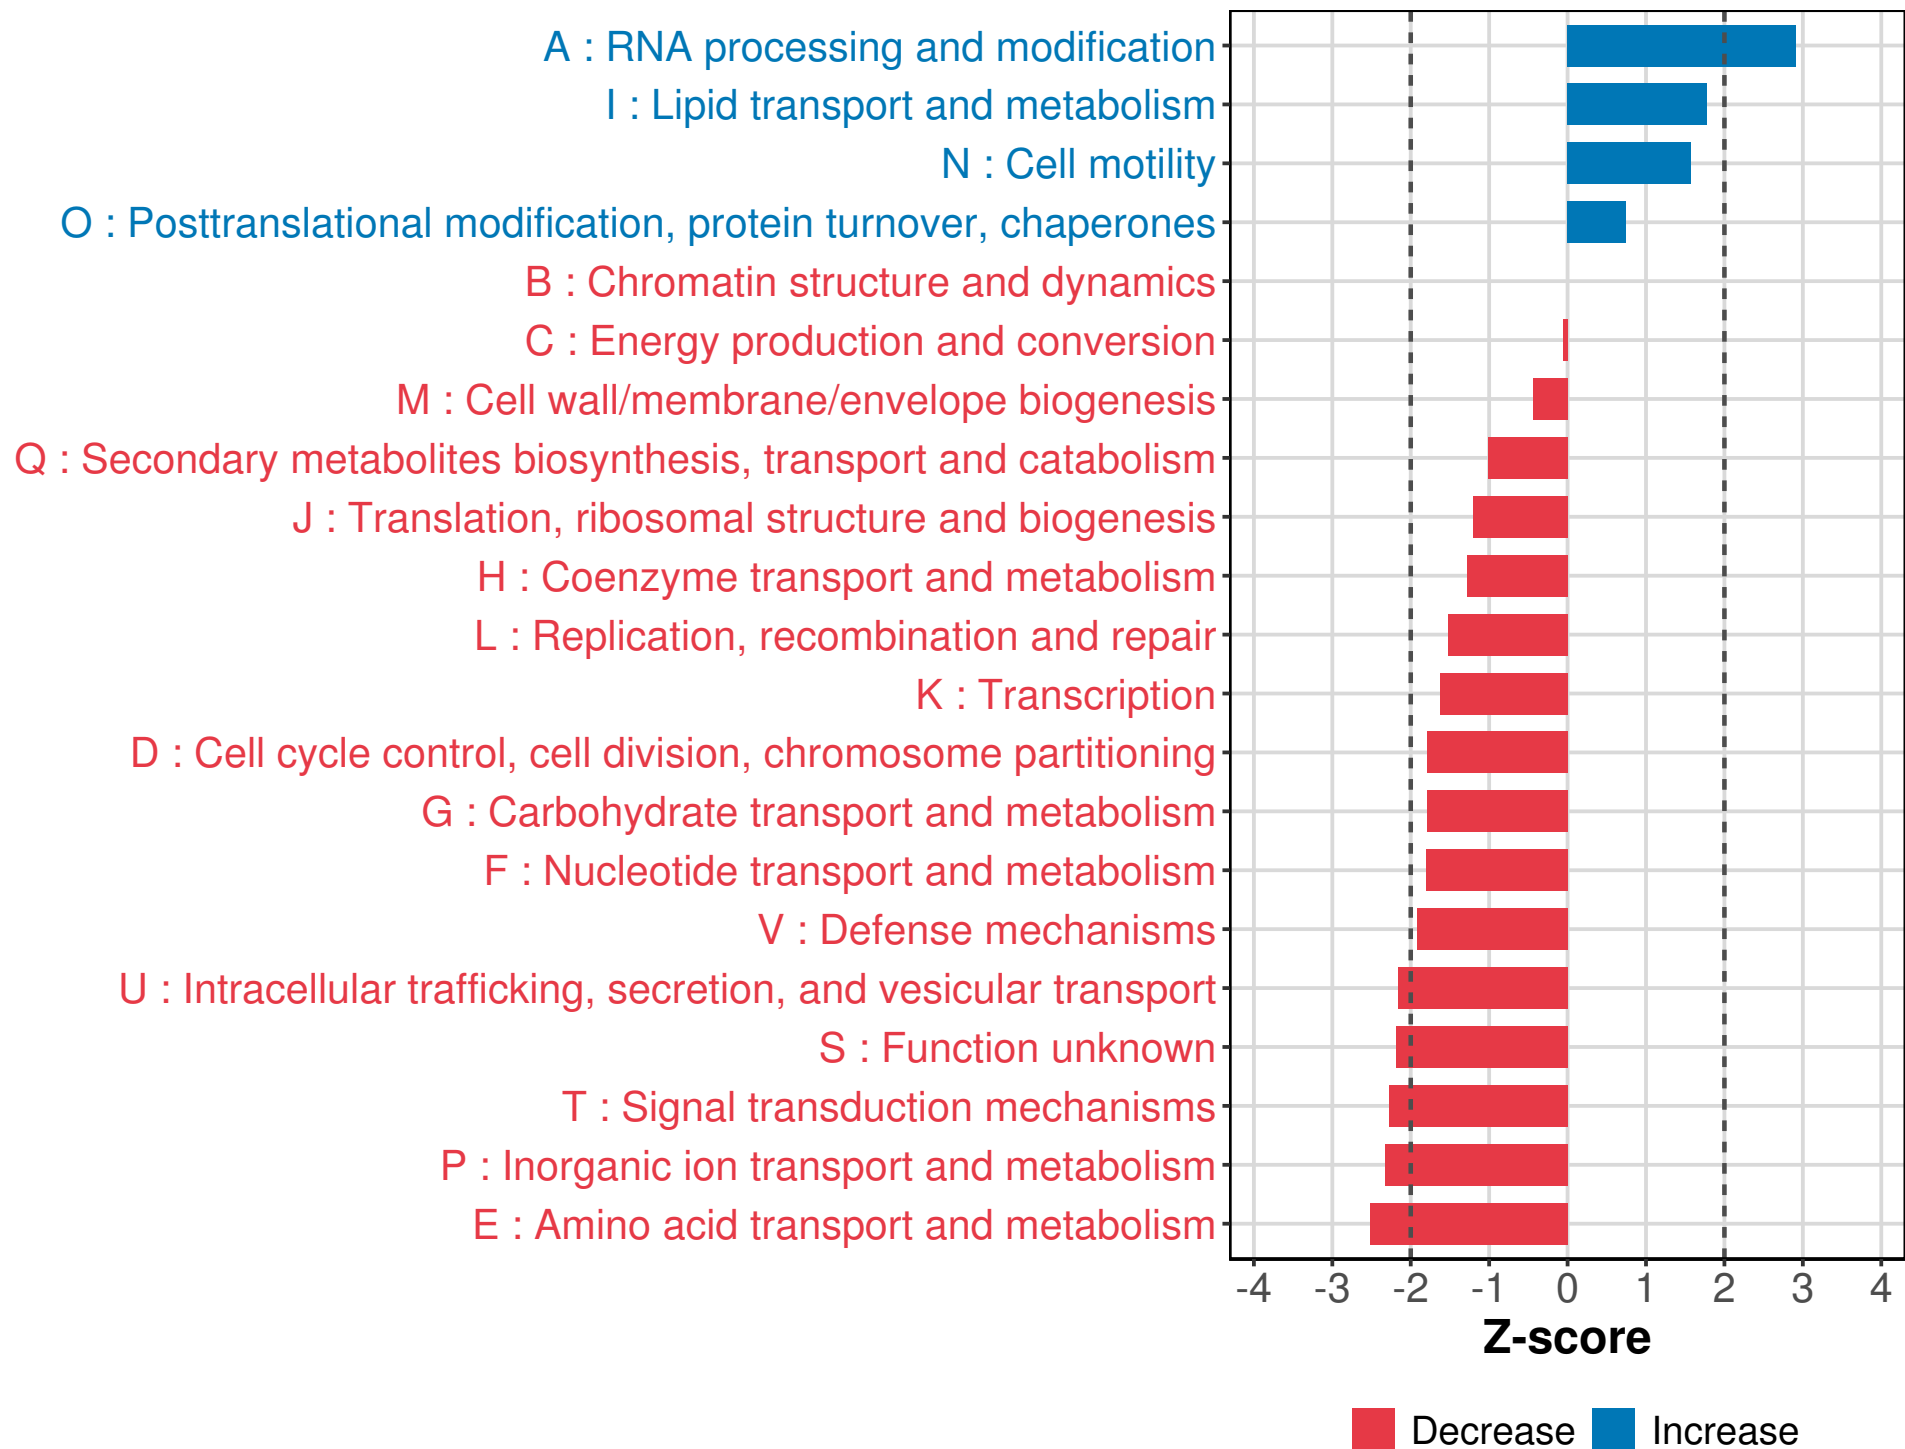 A : RNA processing and modification
I : Lipid transport and metabolism
N : Cell motility
O : Posttranslational modification, protein turnover, chaperones
B : Chromatin structure and dynamics
C : Energy production and conversion
M : Cell wall/membrane/envelope biogenesis
Q : Secondary metabolites biosynthesis, transport and catabolism
J : Translation, ribosomal structure and biogenesis
H : Coenzyme transport and metabolism
L : Replication, recombination and repair
K : Transcription
D : Cell cycle control, cell division, chromosome partitioning
G : Carbohydrate transport and metabolism
F : Nucleotide transport and metabolism
V : Defense mechanisms
U : Intracellular trafficking, secretion, and vesicular transport
S : Function unknown
T : Signal transduction mechanisms
P : Inorganic ion transport and metabolism
E : Amino acid transport and metabolism
-4 -3 -2 -1 0 1 2 3 4
Z-score
Decrease Increase